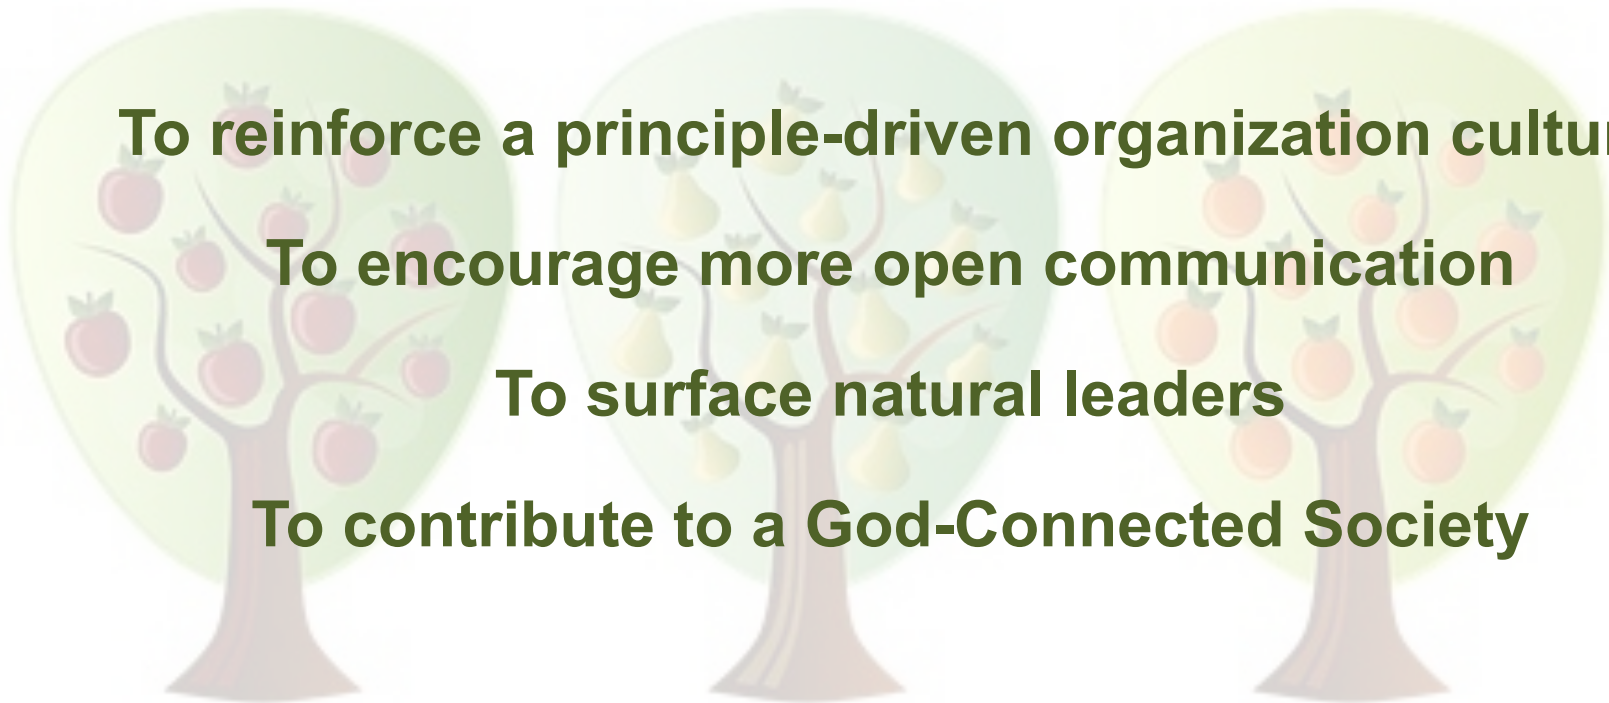 To reinforce a principle-driven organization cultu
To encourage more open communication
To surface natural leaders
To contribute to a God-Connected Society